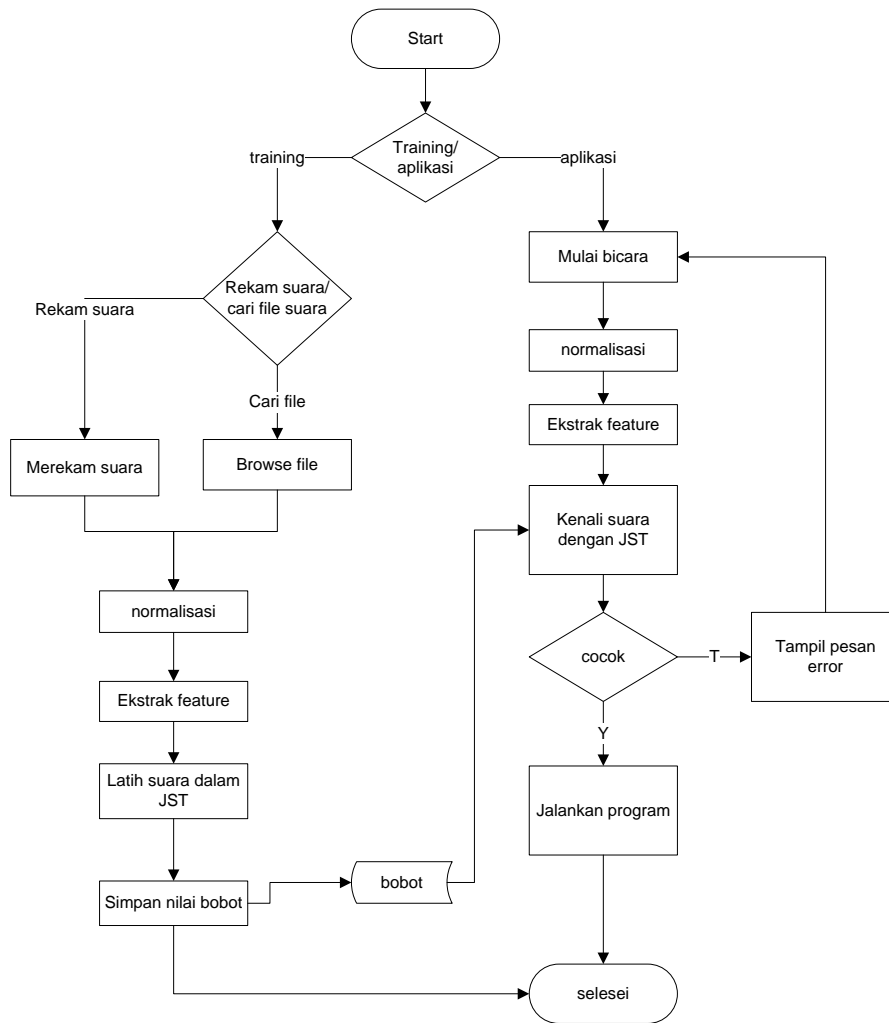 Start
Training/
aplikasi
training
aplikasi
Rekam suara/
cari file suara
Rekam suara
Cari file
Merekam suara
Browse file
normalisasi
Ekstrak feature
Latih suara dalam
JST
Simpan nilai bobot
bobot
Mulai bicara
normalisasi
Ekstrak feature
Kenali suara
dengan JST
cocok
T
Tampil pesan
error
Y
Jalankan program
selesei